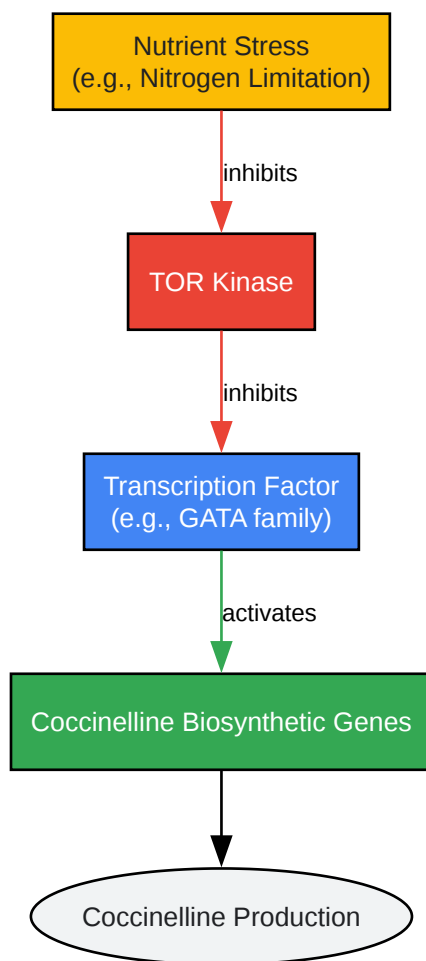 Nutrient Stress
(e.g., Nitrogen Limitation)
inhibits
TOR Kinase
inhibits
Transcription Factor
(e.g., GATA family)
activates
Coccinelline Biosynthetic Genes
Coccinelline Production